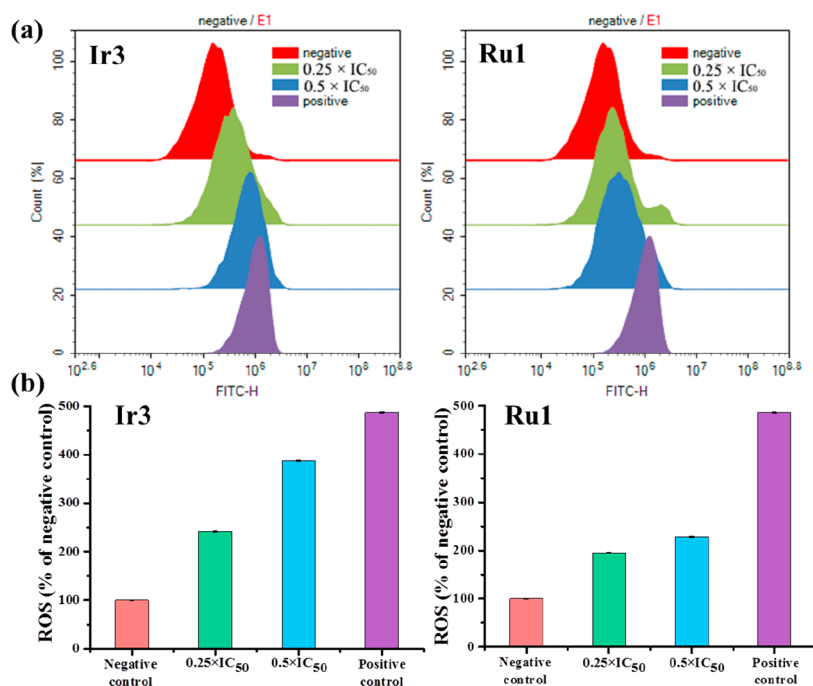 (a)
negative / E1
Ir3
negative
0.25 × IC₅₀
0.5 × IC₅₀
positive
Count (%)
100
80
60
40
20
0
10^2.6 10^4 10^5 10^6 10^7 10^8.8
FITC-H
negative / E1
Ru1
negative
0.25 × IC₅₀
0.5 × IC₅₀
positive
Count (%)
100
80
60
40
20
0
10^2.6 10^4 10^5 10^6 10^7 10^8.8
FITC-H
(b)
Ir3
ROS (% of negative control)
500
400
300
200
100
0
Negative control
0.25×IC₅₀
0.5×IC₅₀
Positive control
Ru1
ROS (% of negative control)
500
400
300
200
100
0
Negative control
0.25×IC₅₀
0.5×IC₅₀
Positive control